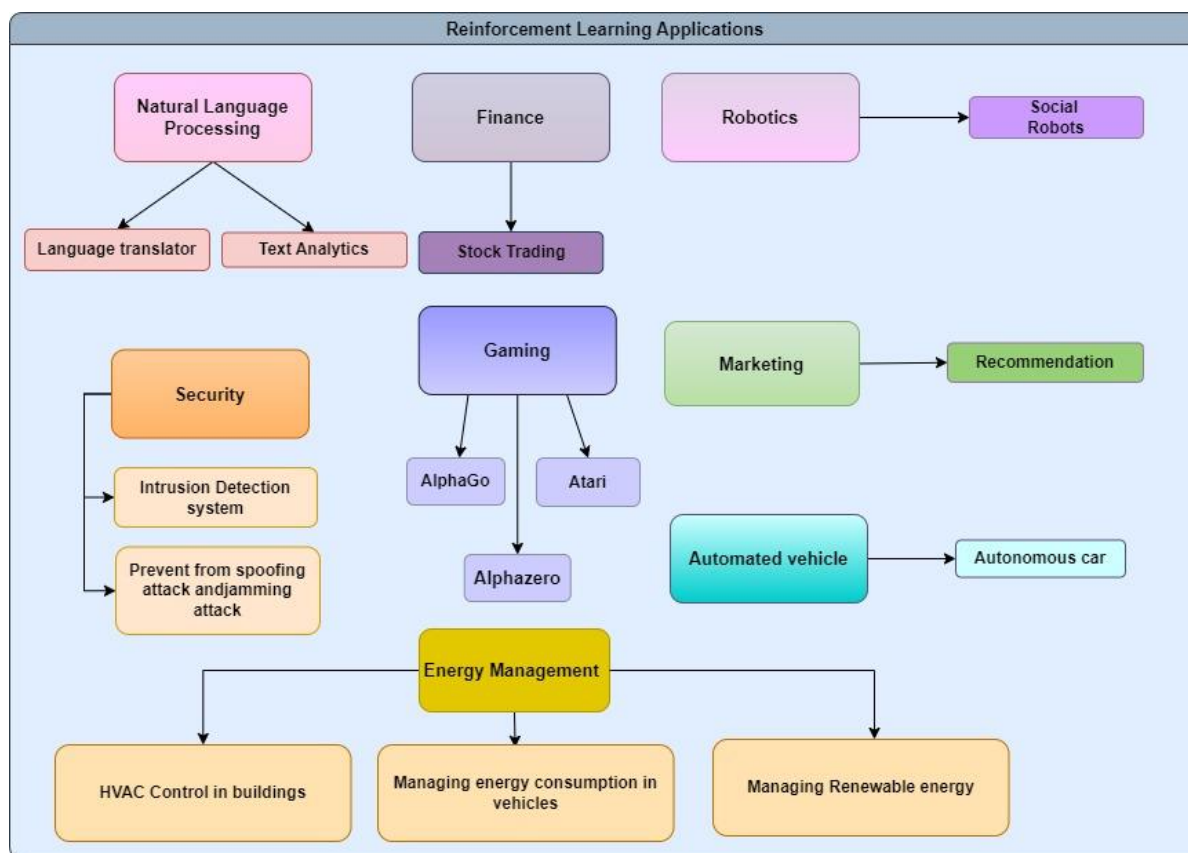 Reinforcement Learning Applications
Natural Language
Processing
Finance
Robotics
Social
Robots
Language translator
Text Analytics
Stock Trading
Gaming
Marketing
Recommendation
Security
AlphaGo
Atari
Intrusion Detection
system
Automated vehicle
Autonomous car
Prevent from spoofing
attack andjamming
attack
Alphazero
Energy Management
HVAC Control in buildings
Managing energy consumption in
vehicles
Managing Renewable energy